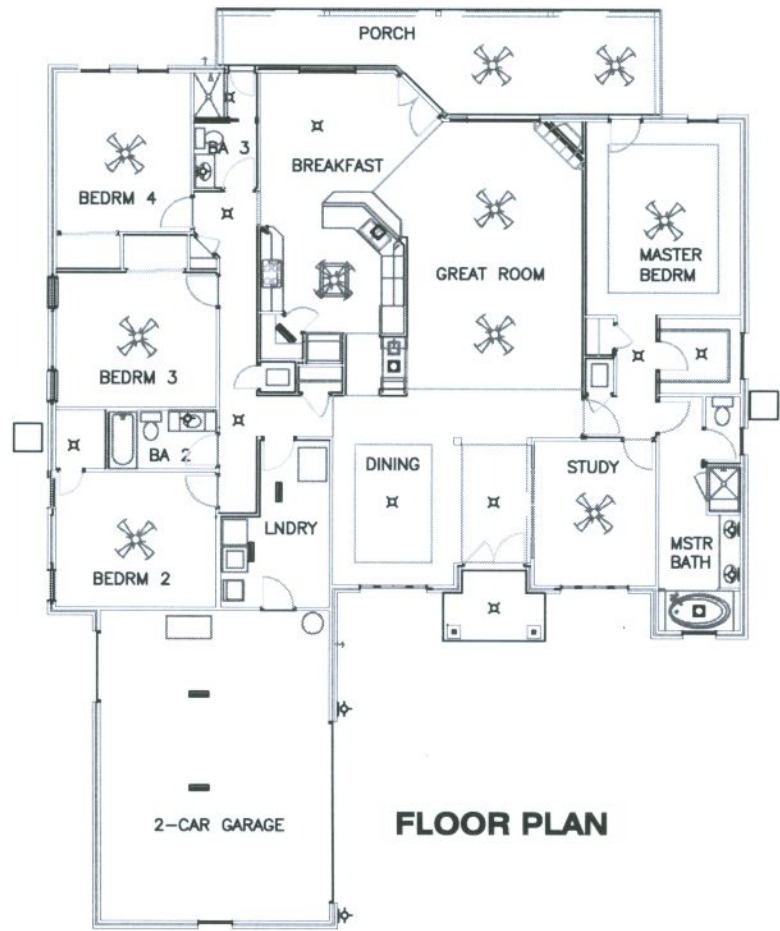 PORCH
BA 3
BREAKFAST
BEDRM 4
MASTER
BEDRM
GREAT ROOM
BEDRM 3
BA 2
DINING
STUDY
LNDRY
MSTR
BATH
BEDRM 2
2-CAR GARAGE
FLOOR PLAN